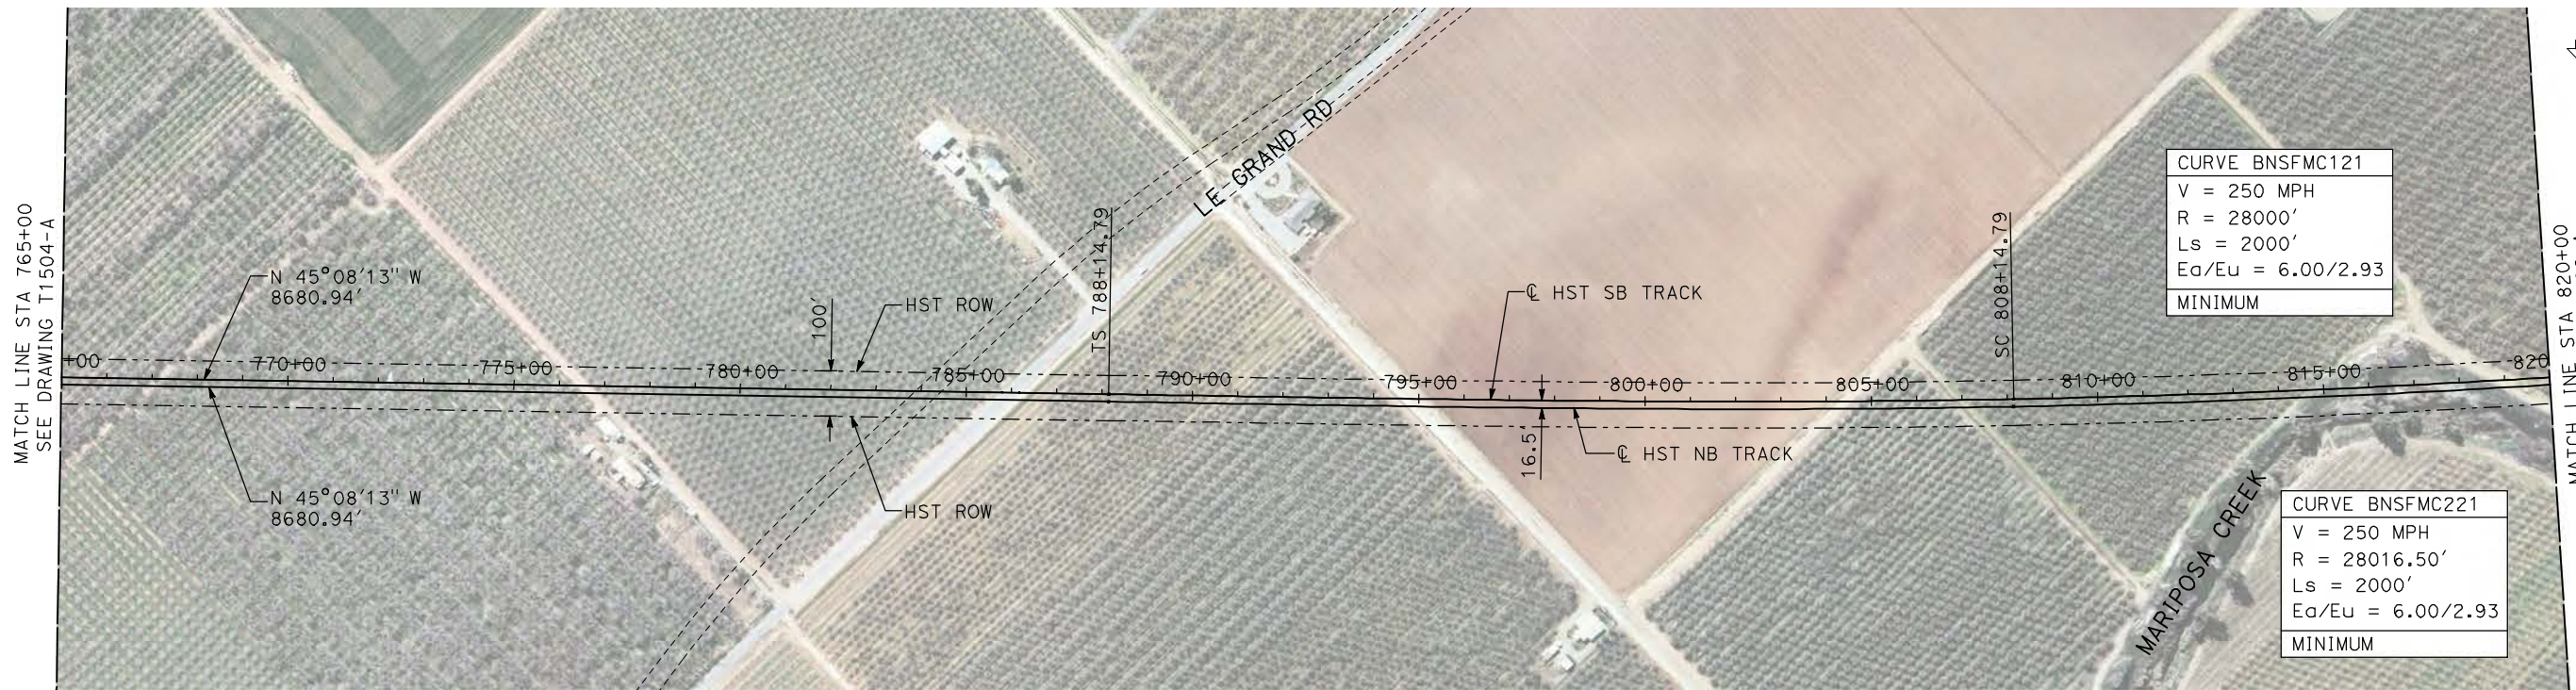 MATCH LINE STA 765+00
SEE DRAWING T1504-A
N 45°08'13" W
8680.94'
N 45°08'13" W
8680.94'
+00
770+00
775+00
780+00
785+00
790+00
795+00
800+00
805+00
810+00
815+00
820
100'
HST ROW
HST ROW
TS 788+14.79
LE GRAND RD
℄ HST SB TRACK
16.5'
℄ HST NB TRACK
SC 808+14.79
CURVE BNSFMC121
V = 250 MPH
R = 28000'
Ls = 2000'
Ea/Eu = 6.00/2.93
MINIMUM
MARIPOSA CREEK
CURVE BNSFMC221
V = 250 MPH
R = 28016.50'
Ls = 2000'
Ea/Eu = 6.00/2.93
MINIMUM
MATCH LINE STA 820+00